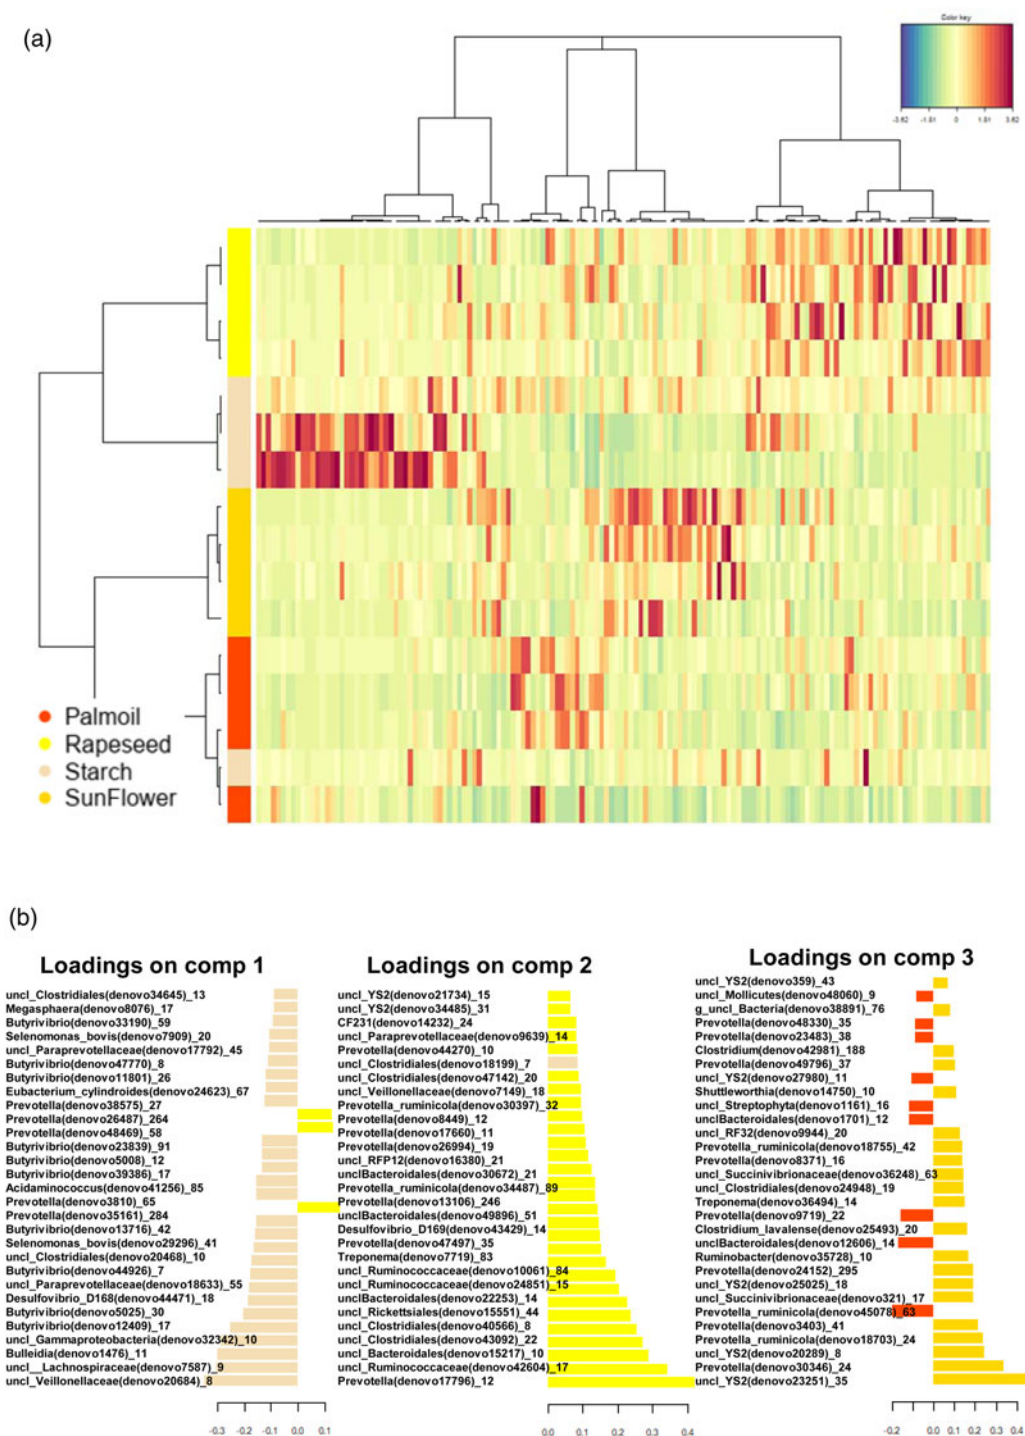 (a)
Color key
-3.62 -1.81 0 1.81 3.62
Palmoil
Rapeseed
Starch
SunFlower
(b)
Loadings on comp 1
uncl_Clostridiales(denovo34645)_13
Megasphaera(denovo8076)_17
Butyrivibrio(denovo33190)_59
Selenomonas_bovis(denovo7909)_20
uncl_Paraprevotellaceae(denovo17792)_45
Butyrivibrio(denovo47770)_8
Butyrivibrio(denovo11801)_26
Eubacterium_cylindroides(denovo24623)_67
Prevotella(denovo38575)_27
Prevotella(denovo26487)_264
Prevotella(denovo48469)_58
Butyrivibrio(denovo23839)_91
Butyrivibrio(denovo5008)_12
Butyrivibrio(denovo39386)_17
Acidaminococcus(denovo41256)_85
Prevotella(denovo3810)_65
Prevotella(denovo35161)_284
Butyrivibrio(denovo13716)_42
Selenomonas_bovis(denovo29296)_41
uncl_Clostridiales(denovo20468)_10
Butyrivibrio(denovo44926)_7
uncl_Paraprevotellaceae(denovo18633)_55
Desulfovibrio_D168(denovo44471)_18
Butyrivibrio(denovo5025)_30
Butyrivibrio(denovo12409)_17
uncl_Gammaproteobacteria(denovo32342)_10
Bulleidia(denovo1476)_11
uncl__Lachnospiraceae(denovo7587)_9
uncl_Veillonellaceae(denovo20684)_8
-0.3 -0.2 -0.1 0.0 0.1
Loadings on comp 2
uncl_YS2(denovo21734)_15
uncl_YS2(denovo34485)_31
CF231(denovo14232)_24
uncl_Paraprevotellaceae(denovo9639)_14
Prevotella(denovo44270)_10
uncl_Clostridiales(denovo18199)_7
uncl_Clostridiales(denovo47142)_20
uncl_Veillonellaceae(denovo7149)_18
Prevotella_ruminicola(denovo30397)_32
Prevotella(denovo8449)_12
Prevotella(denovo17660)_11
Prevotella(denovo26994)_19
uncl_RFP12(denovo16380)_21
unclBacteroidales(denovo30672)_21
Prevotella_ruminicola(denovo34487)_89
Prevotella(denovo13106)_246
unclBacteroidales(denovo49896)_51
Desulfovibrio_D169(denovo43429)_14
Prevotella(denovo47497)_35
Treponema(denovo7719)_83
uncl_Ruminococcaceae(denovo10061)_84
uncl_Ruminococcaceae(denovo24851)_15
unclBacteroidales(denovo22253)_14
uncl_Rickettsiales(denovo15551)_44
uncl_Clostridiales(denovo40566)_8
uncl_Clostridiales(denovo43092)_22
uncl_Bacteroidales(denovo15217)_10
uncl_Ruminococcaceae(denovo42604)_17
Prevotella(denovo17796)_12
0.0 0.1 0.2 0.3 0.4
Loadings on comp 3
uncl_YS2(denovo359)_43
uncl_Mollicutes(denovo48060)_9
g_uncl_Bacteria(denovo38891)_76
Prevotella(denovo48330)_35
Prevotella(denovo23483)_38
Clostridium(denovo42981)_188
Prevotella(denovo49796)_37
uncl_YS2(denovo27980)_11
Shuttleworthia(denovo14750)_10
uncl_Streptophyta(denovo1161)_16
unclBacteroidales(denovo1701)_12
uncl_RF32(denovo9944)_20
Prevotella_ruminicola(denovo18755)_42
Prevotella(denovo8371)_16
uncl_Succinivibrionaceae(denovo36248)_63
uncl_Clostridiales(denovo24948)_19
Treponema(denovo36494)_14
Prevotella(denovo9719)_22
Clostridium_lavalense(denovo25493)_20
unclBacteroidales(denovo12606)_14
Ruminobacter(denovo35728)_10
Prevotella(denovo24152)_295
uncl_YS2(denovo25025)_18
uncl_Succinivibrionaceae(denovo321)_17
Prevotella_ruminicola(denovo45078)_63
Prevotella(denovo3403)_41
Prevotella_ruminicola(denovo18703)_24
uncl_YS2(denovo20289)_8
Prevotella(denovo30346)_24
uncl_YS2(denovo23251)_35
-0.2 0.0 0.1 0.2 0.3 0.4